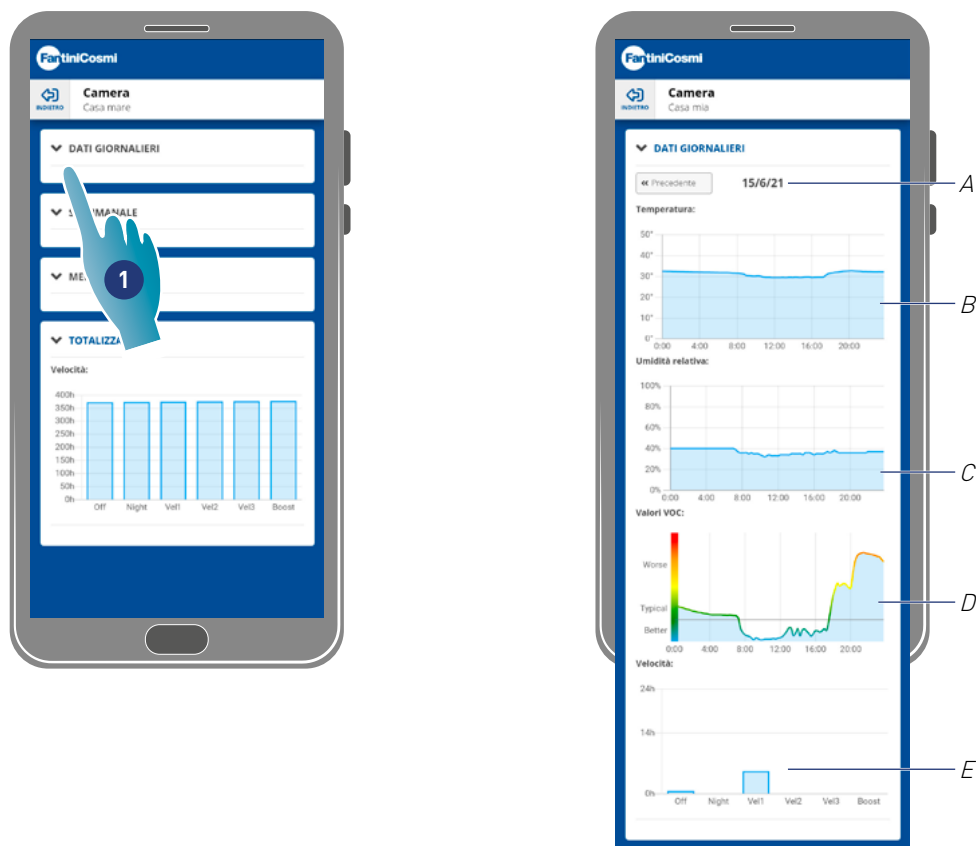 FantiniCosmi
INDIETRO
Camera
Casa mare
DATI GIORNALIERI
MANALE
ME
1
TOTALIZZA
Velocità:
400h
350h
300h
250h
200h
150h
100h
50h
0h
Off Night Vel1 Vel2 Vel3 Boost
FantiniCosmi
INDIETRO
Camera
Casa mia
DATI GIORNALIERI
« Precedente 15/6/21 A
Temperatura:
50°
40°
30°
20°
10°
0°
B
0:00 4:00 8:00 12:00 16:00 20:00
Umidità relativa:
100%
80%
60%
40%
20%
0%
C
0:00 4:00 8:00 12:00 16:00 20:00
Valori VOC:
Worse
Typical
Better
D
0:00 4:00 8:00 12:00 16:00 20:00
Velocità:
24h
14h
0h
E
Off Night Vel1 Vel2 Vel3 Boost